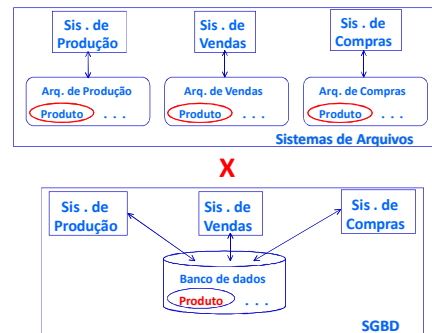 Sis . de Produção
Sis . de Vendas
Sis . de Compras
Arq. de Produção
Arq. de Vendas
Arq. de Compras
Produto . . .
Produto . . .
Produto . . .
Sistemas de Arquivos
X
Sis . de Produção
Sis . de Vendas
Sis . de Compras
Banco de dados
Produto . . .
SGBD